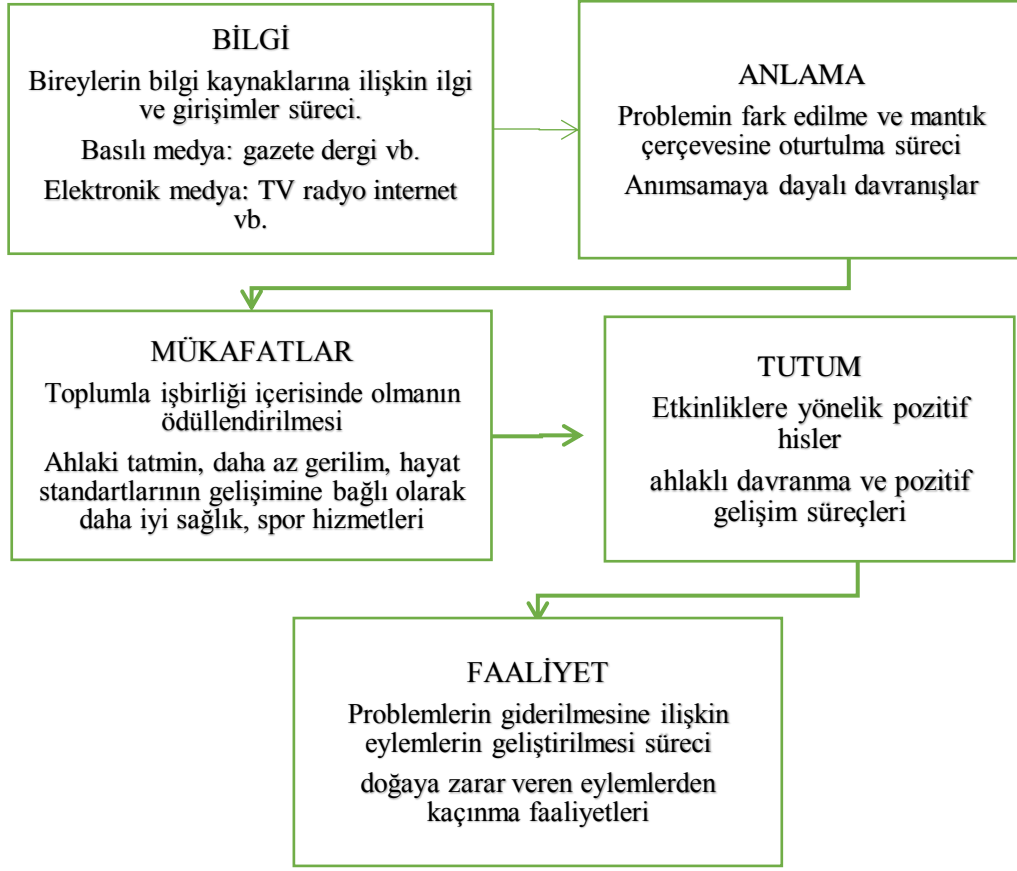 BİLGİ
Bireylerin bilgi kaynaklarına ilişkin ilgi
ve girişimler süreci.
Basılı medya: gazete dergi vb.
Elektronik medya: TV radyo internet
vb.
ANLAMA
Problemin fark edilme ve mantık
çerçevesine oturtulma süreci
Anımsamaya dayalı davranışlar
MÜKAFATLAR
Toplumla işbirliği içerisinde olmanın
ödüllendirilmesi
Ahlaki tatmin, daha az gerilim, hayat
standartlarının gelişimine bağlı olarak
daha iyi sağlık, spor hizmetleri
TUTUM
Etkinliklere yönelik pozitif
hisler
ahlaklı davranma ve pozitif
gelişim süreçleri
FAALİYET
Problemlerin giderilmesine ilişkin
eylemlerin geliştirilmesi süreci
doğaya zarar veren eylemlerden
kaçınma faaliyetleri